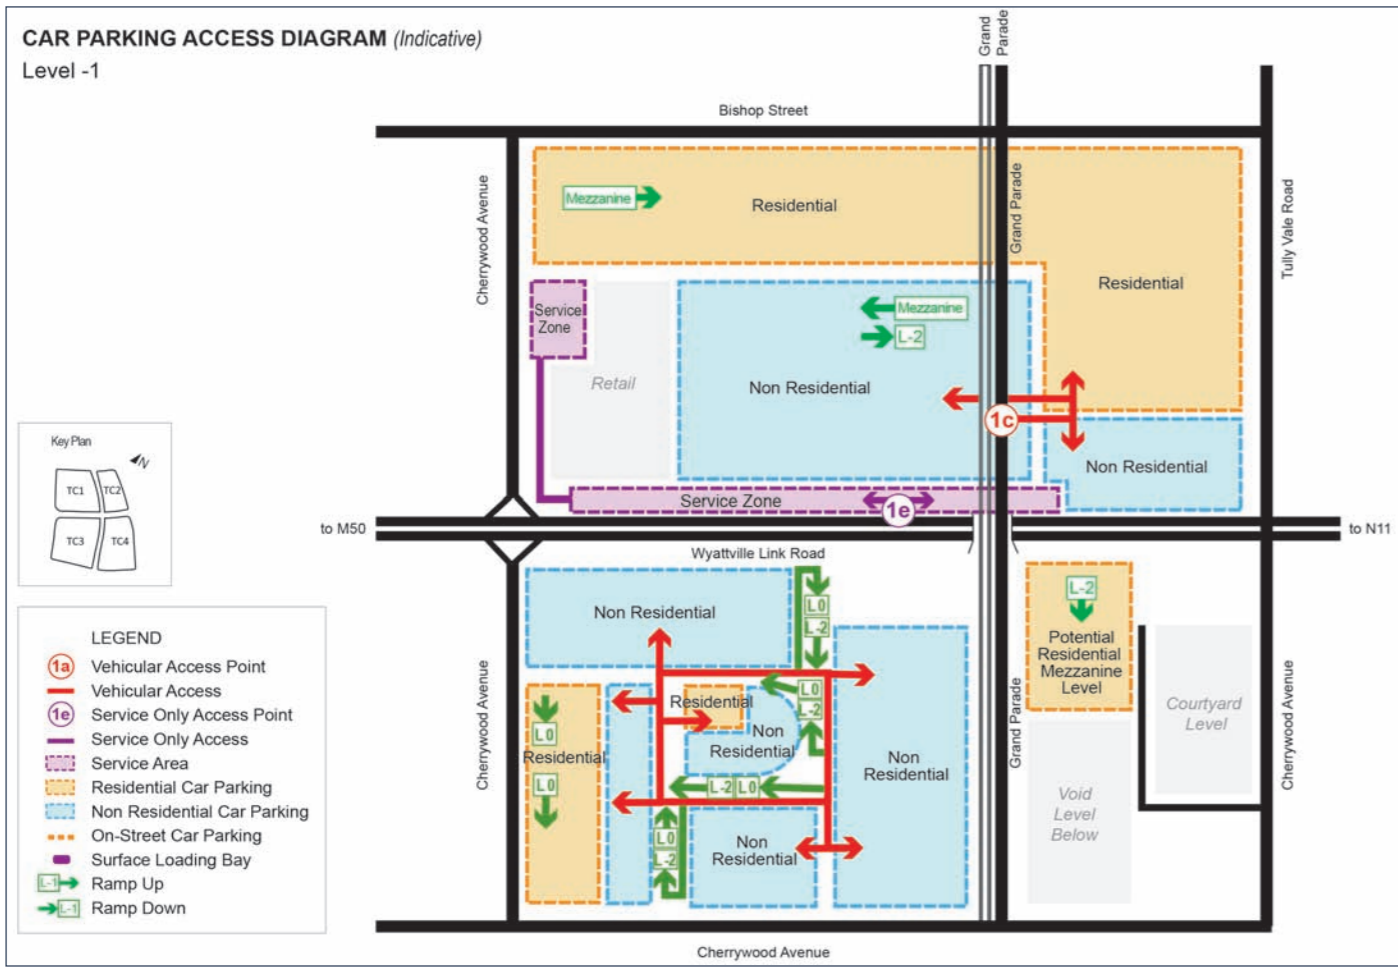 CAR PARKING ACCESS DIAGRAM (Indicative)
Level -1
Grand
Parade
Bishop Street
Cherrywood Avenue
Mezzanine
Residential
Grand Parade
Tully Vale Road
Residential
Service
Zone
Mezzanine
L-2
Retail
Non Residential
1c
Non Residential
Service Zone
1e
Key Plan
N
TC1
TC2
TC3
TC4
to M50
to N11
Wyattville Link Road
Non Residential
L0
L-2
L-2
Potential
Residential
Mezzanine
Level
Cherrywood Avenue
Residential
L0
L-2
Non
Residential
L0
Residential
L0
Non
Residential
L-2
L0
L0
L-2
Non
Residential
Grand Parade
Courtyard
Level
Void
Level
Below
Cherrywood Avenue
Cherrywood Avenue
LEGEND
1a Vehicular Access Point
Vehicular Access
1e Service Only Access Point
Service Only Access
Service Area
Residential Car Parking
Non Residential Car Parking
On-Street Car Parking
Surface Loading Bay
L-1 Ramp Up
L-1 Ramp Down